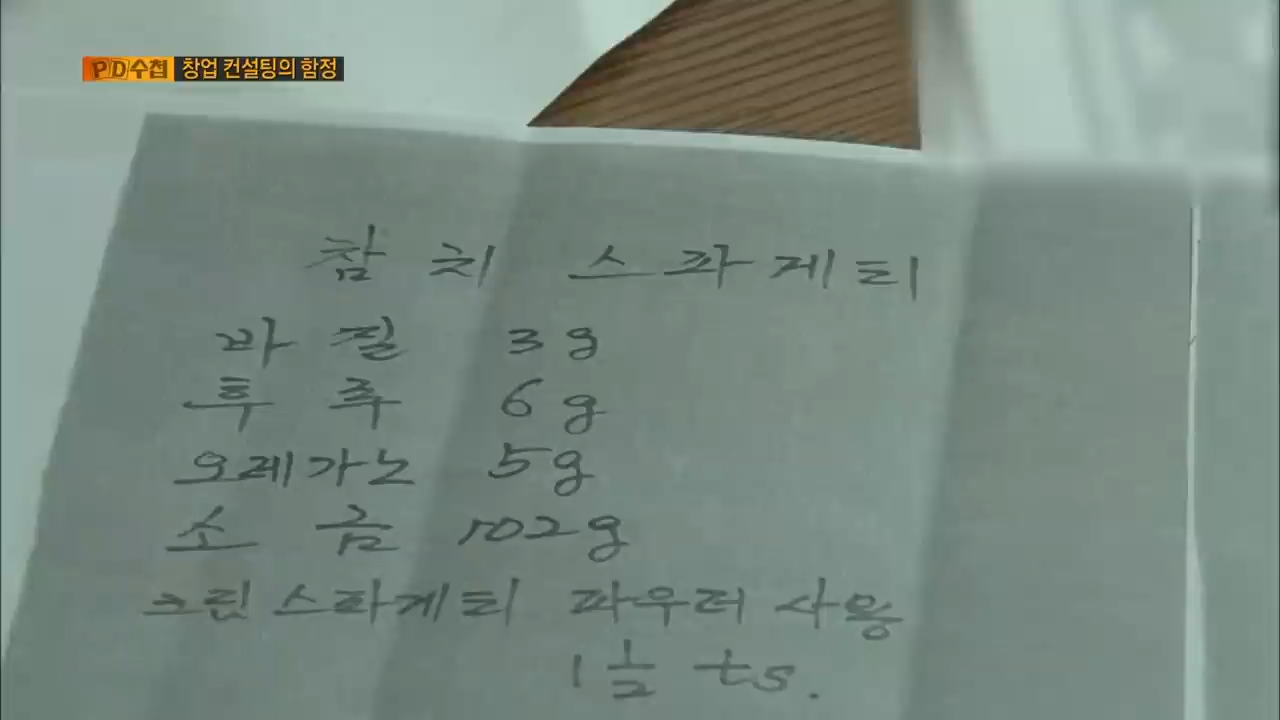 PD수첩 창업 컨설팅의 함정
참치 스파게티
바질 3g
후추 6g
오레가노 5g
소금 102g
크림스파게티 파우더 사용
1 1/2 ts.